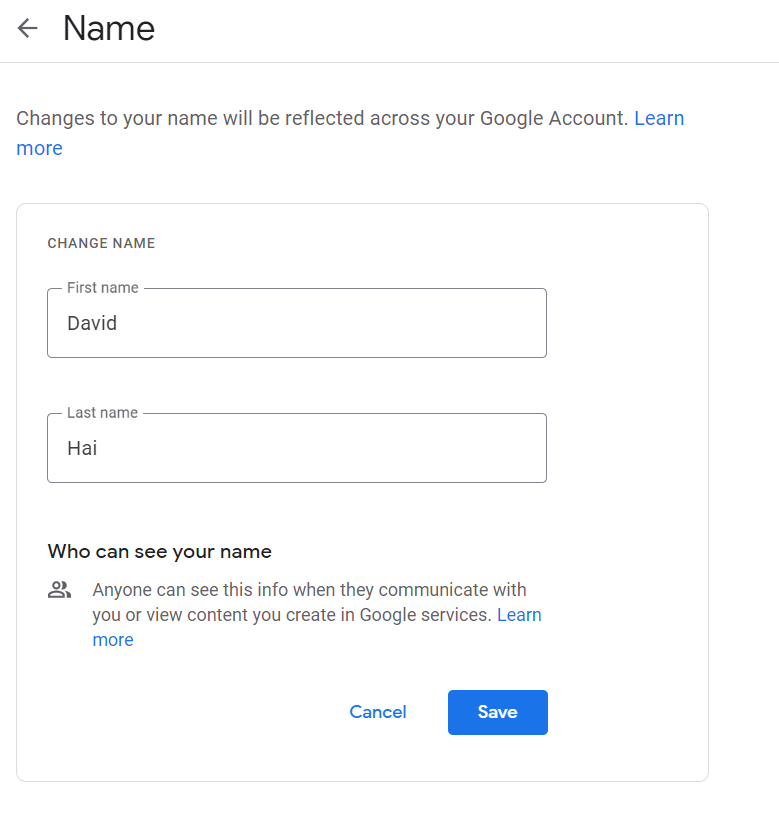 Name
Changes to your name will be reflected across your Google Account. Learn
more
CHANGE NAME
First name
David
Last name
Hai
Who can see your name
Anyone can see this info when they communicate with
you or view content you create in Google services. Learn
more
Cancel Save